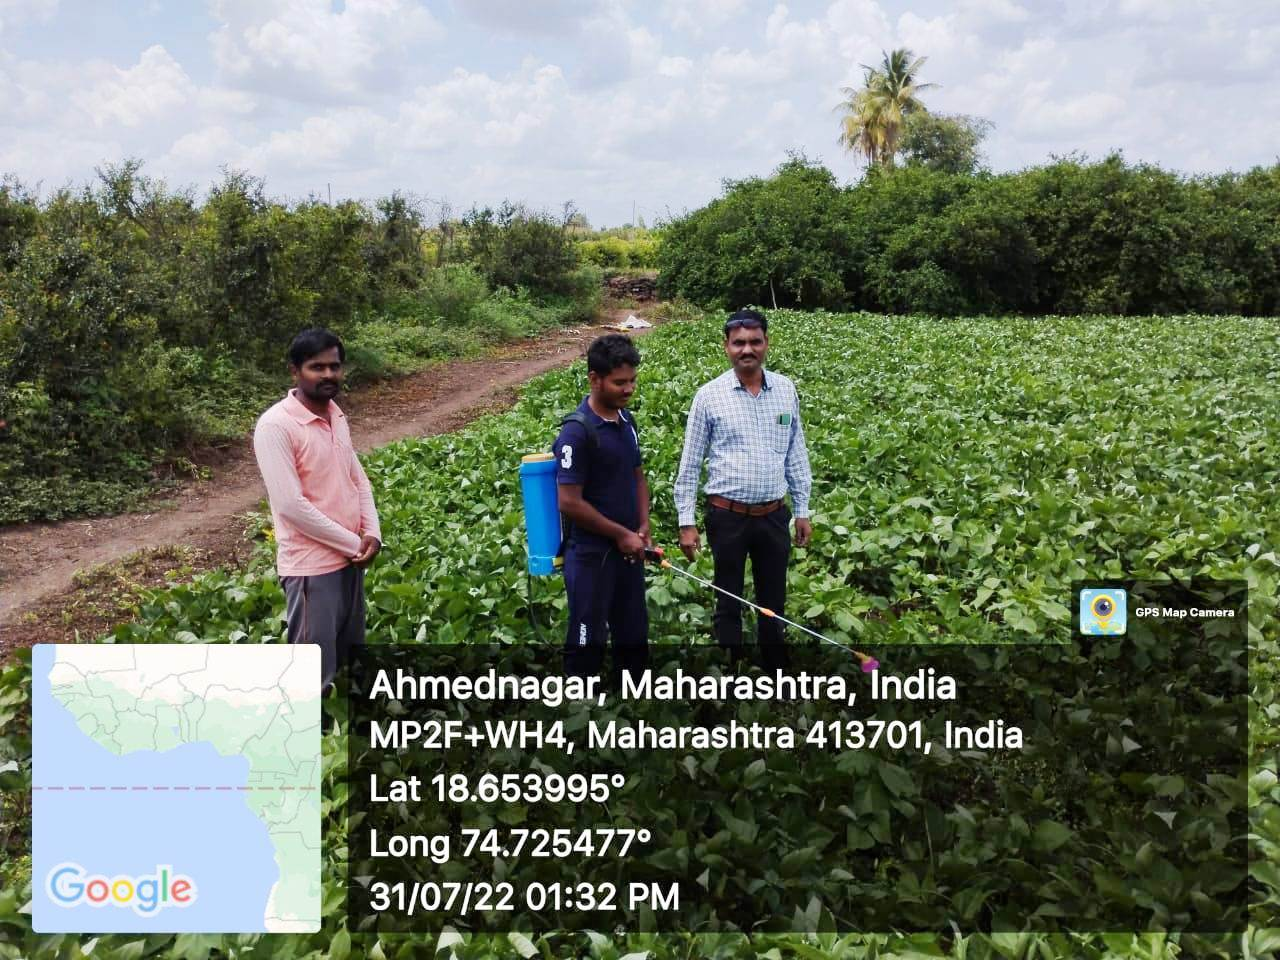 3
GPS Map Camera
Ahmednagar, Maharashtra, India
MP2F+WH4, Maharashtra 413701, India
Lat 18.653995°
Long 74.725477°
31/07/22 01:32 PM
Google